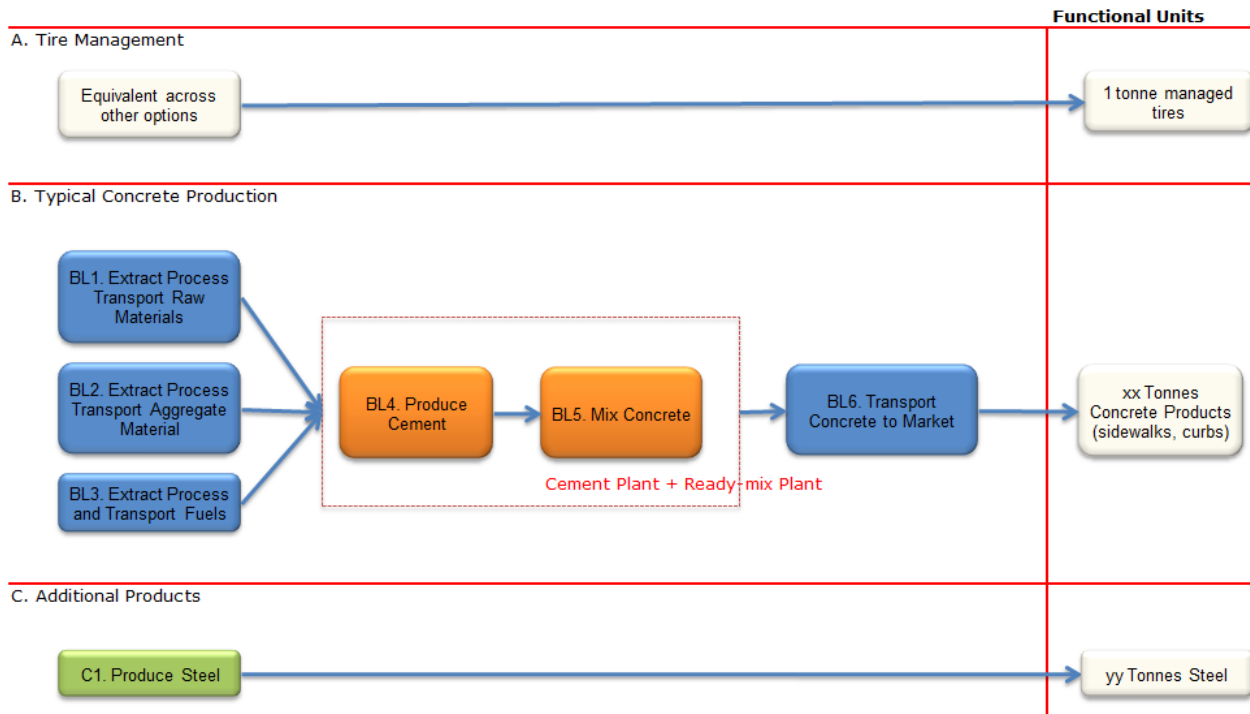 Functional Units
A. Tire Management
Equivalent across
other options
1 tonne managed
tires
B. Typical Concrete Production
BL1. Extract Process
Transport Raw
Materials
BL2. Extract Process
Transport Aggregate
Material
BL3. Extract Process
and Transport Fuels
BL4. Produce
Cement
BL5. Mix Concrete
Cement Plant + Ready-mix Plant
BL6. Transport
Concrete to Market
xx Tonnes
Concrete Products
(sidewalks, curbs)
C. Additional Products
C1. Produce Steel
yy Tonnes Steel